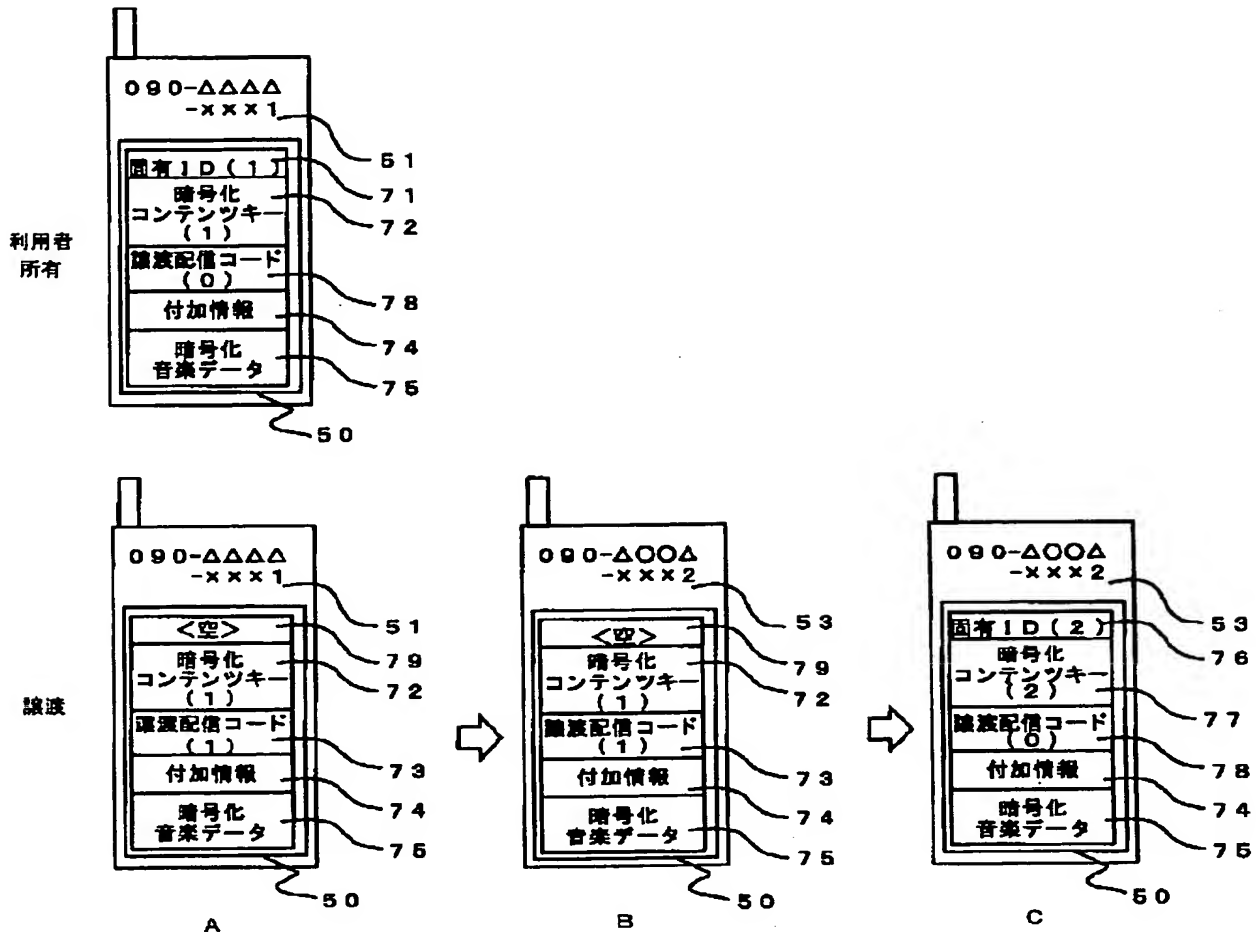 090-△△△△
-×××1
51
固有ID(1)
71
暗号化
コンテンツキー
(1)
72
利用者
所有
譲渡配信コード
(0)
78
付加情報
74
暗号化
音楽データ
75
50
090-△△△△
-×××1
51
<空>
79
暗号化
コンテンツキー
(1)
72
譲渡
譲渡配信コード
(1)
73
付加情報
74
暗号化
音楽データ
75
50
A
090-△○○△
-×××2
53
<空>
79
暗号化
コンテンツキー
(1)
72
譲渡配信コード
(1)
73
付加情報
74
暗号化
音楽データ
75
50
B
090-△○○△
-×××2
53
固有ID(2)
76
暗号化
コンテンツキー
(2)
77
譲渡配信コード
(0)
78
付加情報
74
暗号化
音楽データ
75
50
C